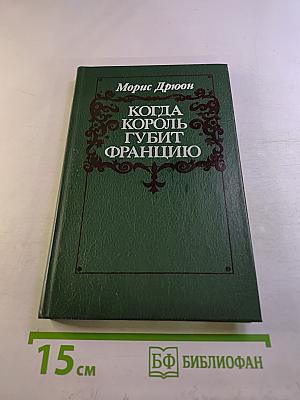 Морис Дрюон
КОГДА
КОРОЛЬ
ГУБИТ
ФРАНЦИЮ
15 см
БФ БИБЛИОФАН